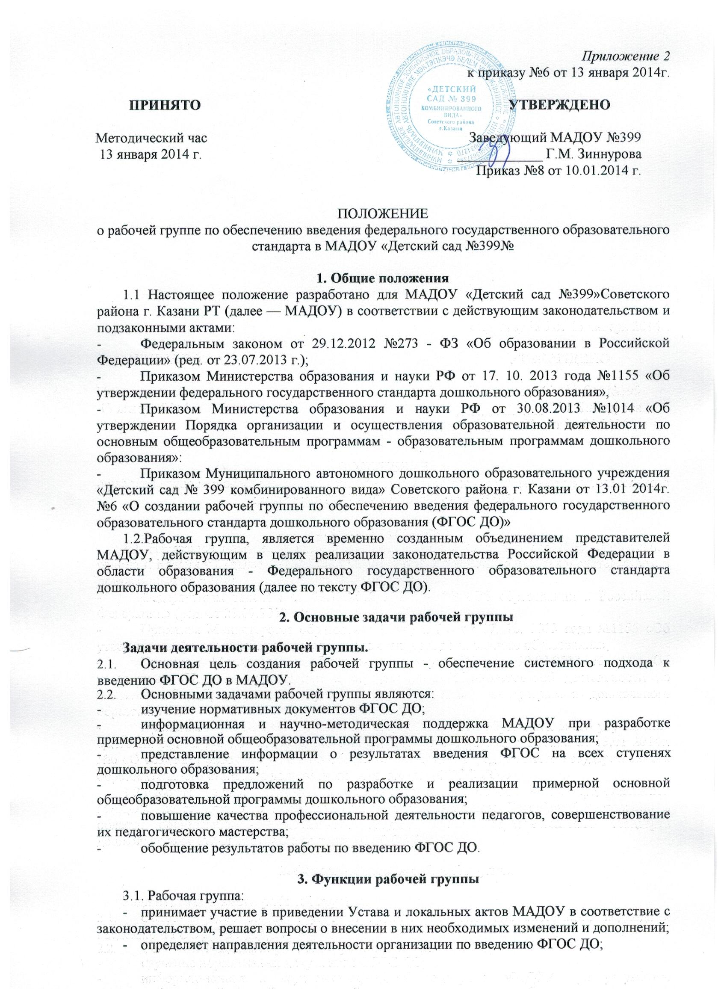 Приложение 2
к приказу №6 от 13 января 2014г.
«ДЕТСКИЙ
САД № 399
КОМБИНИРОВАННОГО
ВИДА»
Советского района
г.Казани
ПРИНЯТО
УТВЕРЖДЕНО
Методический час
Заведующий МАДОУ №399
13 января 2014 г.
Г.М. Зиннурова
Приказ №8 от 10.01.2014 г.
ПОЛОЖЕНИЕ
о рабочей группе по обеспечению введения федерального государственного образовательного
стандарта в МАДОУ «Детский сад №399№
1. Общие положения
1.1 Настоящее положение разработано для МАДОУ «Детский сад №399»Советского
района г. Казани РТ (далее — МАДОУ) в соответствии с действующим законодательством и
подзаконными актами:
- Федеральным законом от 29.12.2012 №273 - ФЗ «Об образовании в Российской
Федерации» (ред. от 23.07.2013 г.);
- Приказом Министерства образования и науки РФ от 17. 10. 2013 года №1155 «Об
утверждении федерального государственного стандарта дошкольного образования»,
- Приказом Министерства образования и науки РФ от 30.08.2013 №1014 «Об
утверждении Порядка организации и осуществления образовательной деятельности по
основным общеобразовательным программам - образовательным программам дошкольного
образования»:
- Приказом Муниципального автономного дошкольного образовательного учреждения
«Детский сад № 399 комбинированного вида» Советского района г. Казани от 13.01 2014г.
№6 «О создании рабочей группы по обеспечению введения федерального государственного
образовательного стандарта дошкольного образования (ФГОС ДО)»
1.2.Рабочая группа, является временно созданным объединением представителей
МАДОУ, действующим в целях реализации законодательства Российской Федерации в
области образования - Федерального государственного образовательного стандарта
дошкольного образования (далее по тексту ФГОС ДО).
2. Основные задачи рабочей группы
Задачи деятельности рабочей группы.
2.1. Основная цель создания рабочей группы - обеспечение системного подхода к
введению ФГОС ДО в МАДОУ.
2.2. Основными задачами рабочей группы являются:
- изучение нормативных документов ФГОС ДО;
- информационная и научно-методическая поддержка МАДОУ при разработке
примерной основной общеобразовательной программы дошкольного образования;
- представление информации о результатах введения ФГОС на всех ступенях
дошкольного образования;
- подготовка предложений по разработке и реализации примерной основной
общеобразовательной программы дошкольного образования;
- повышение качества профессиональной деятельности педагогов, совершенствование
их педагогического мастерства;
- обобщение результатов работы по введению ФГОС ДО.
3. Функции рабочей группы
3.1. Рабочая группа:
- принимает участие в приведении Устава и локальных актов МАДОУ в соответствие с
законодательством, решает вопросы о внесении в них необходимых изменений и дополнений;
- определяет направления деятельности организации по введению ФГОС ДО;